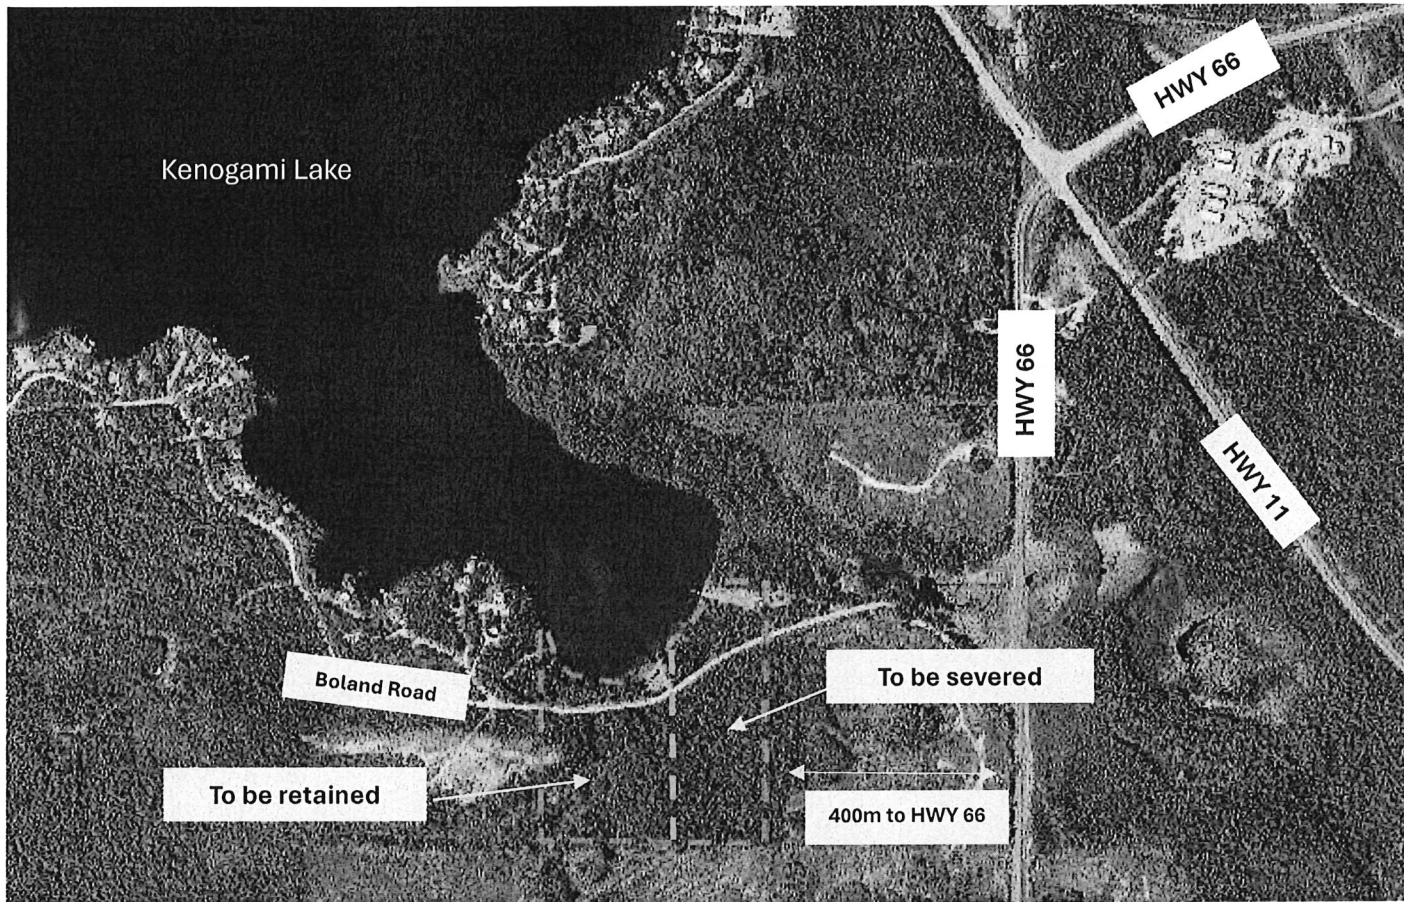 HWY 66
Kenogami Lake
HWY 66
HWY 11
To be severed
Boland Road
To be retained
400m to HWY 66